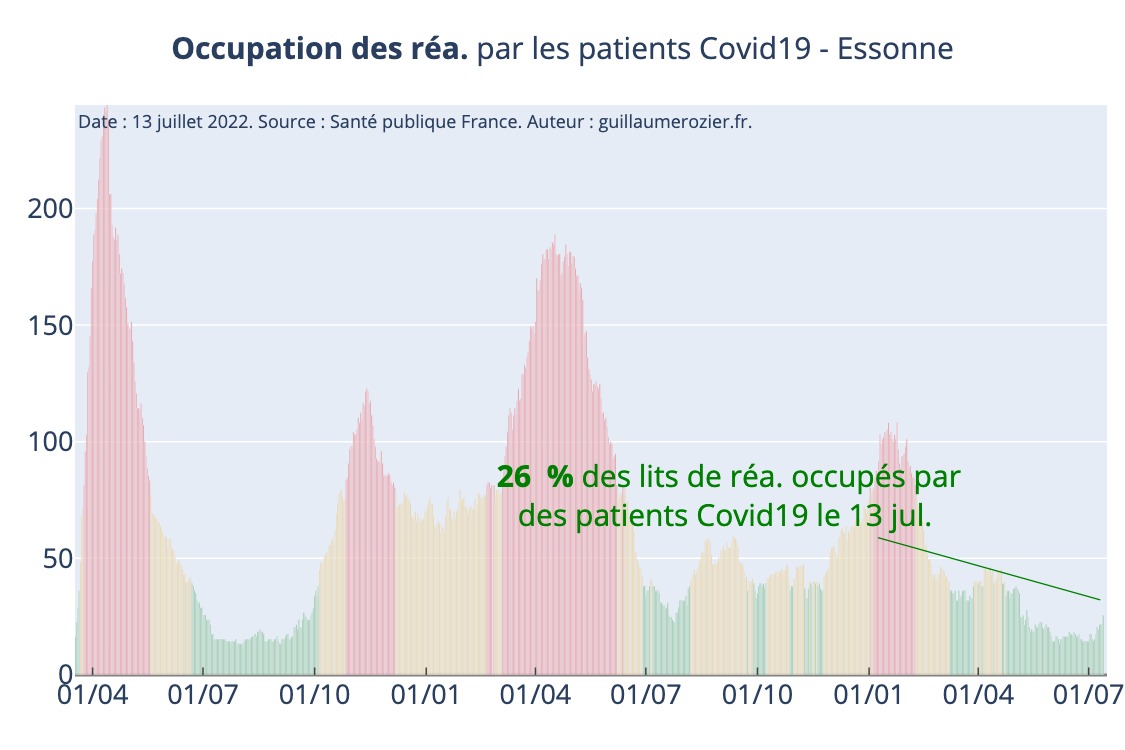 Occupation des réa. par les patients Covid19 - Essonne
Date : 13 juillet 2022. Source : Santé publique France. Auteur : guillaumerozier.fr.
200
150
100
26 % des lits de réa. occupés par
des patients Covid19 le 13 jul.
50
0
01/04 01/07 01/10 01/01 01/04 01/07 01/10 01/01 01/04 01/07